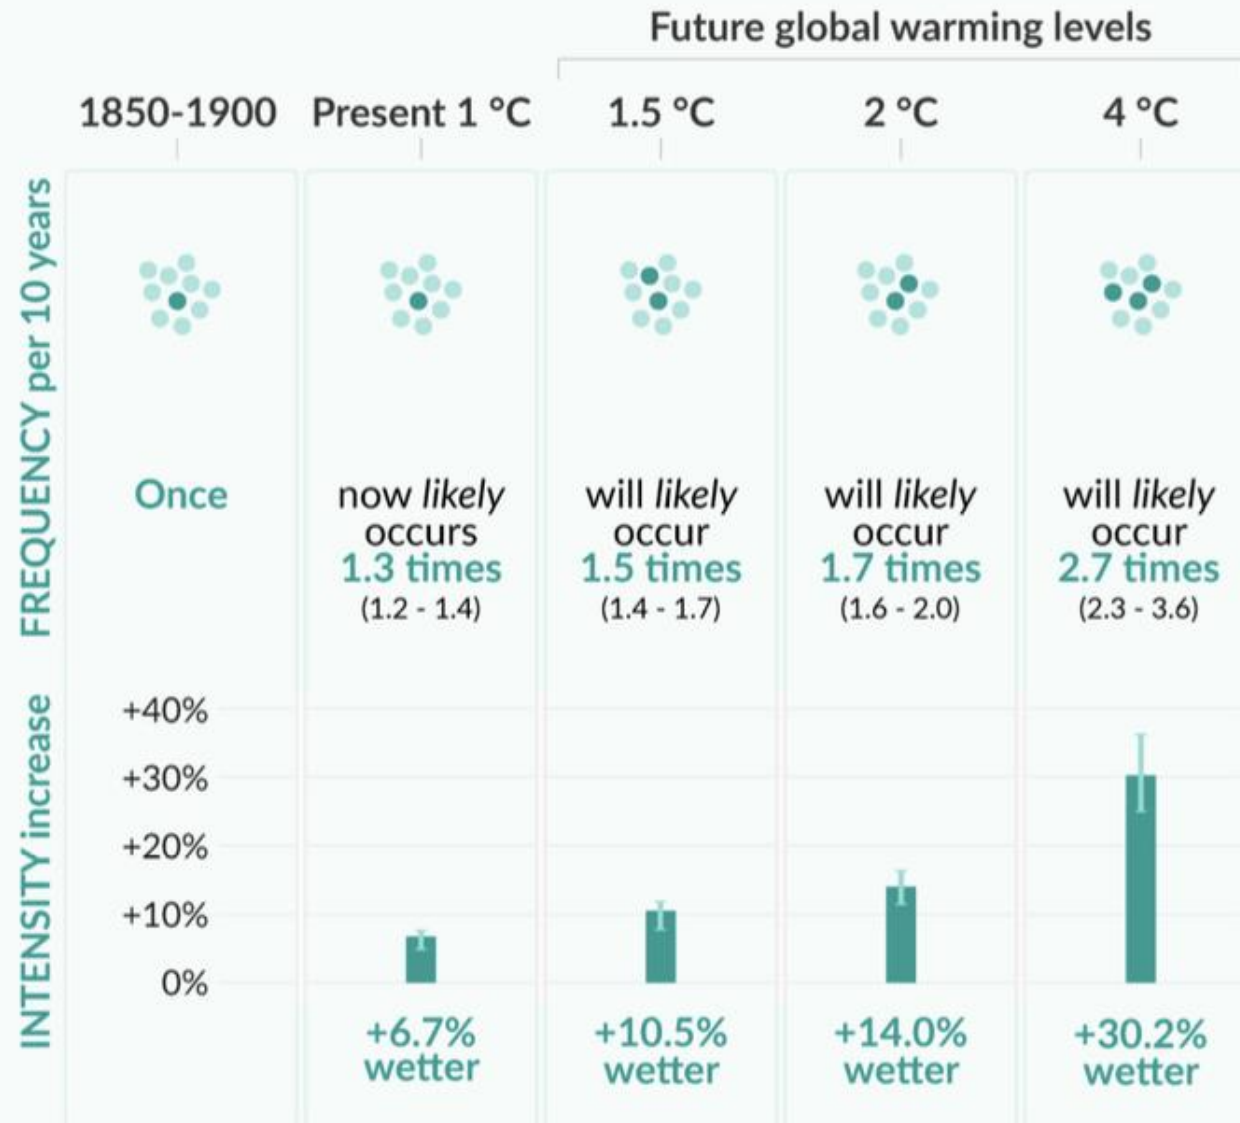 Future global warming levels
1850-1900 Present 1 °C 1.5 °C 2 °C 4 °C
FREQUENCY per 10 years
Once
now likely
occurs
1.3 times
(1.2 - 1.4)
will likely
occur
1.5 times
(1.4 - 1.7)
will likely
occur
1.7 times
(1.6 - 2.0)
will likely
occur
2.7 times
(2.3 - 3.6)
INTENSITY increase
+40%
+30%
+20%
+10%
0%
+6.7%
wetter
+10.5%
wetter
+14.0%
wetter
+30.2%
wetter